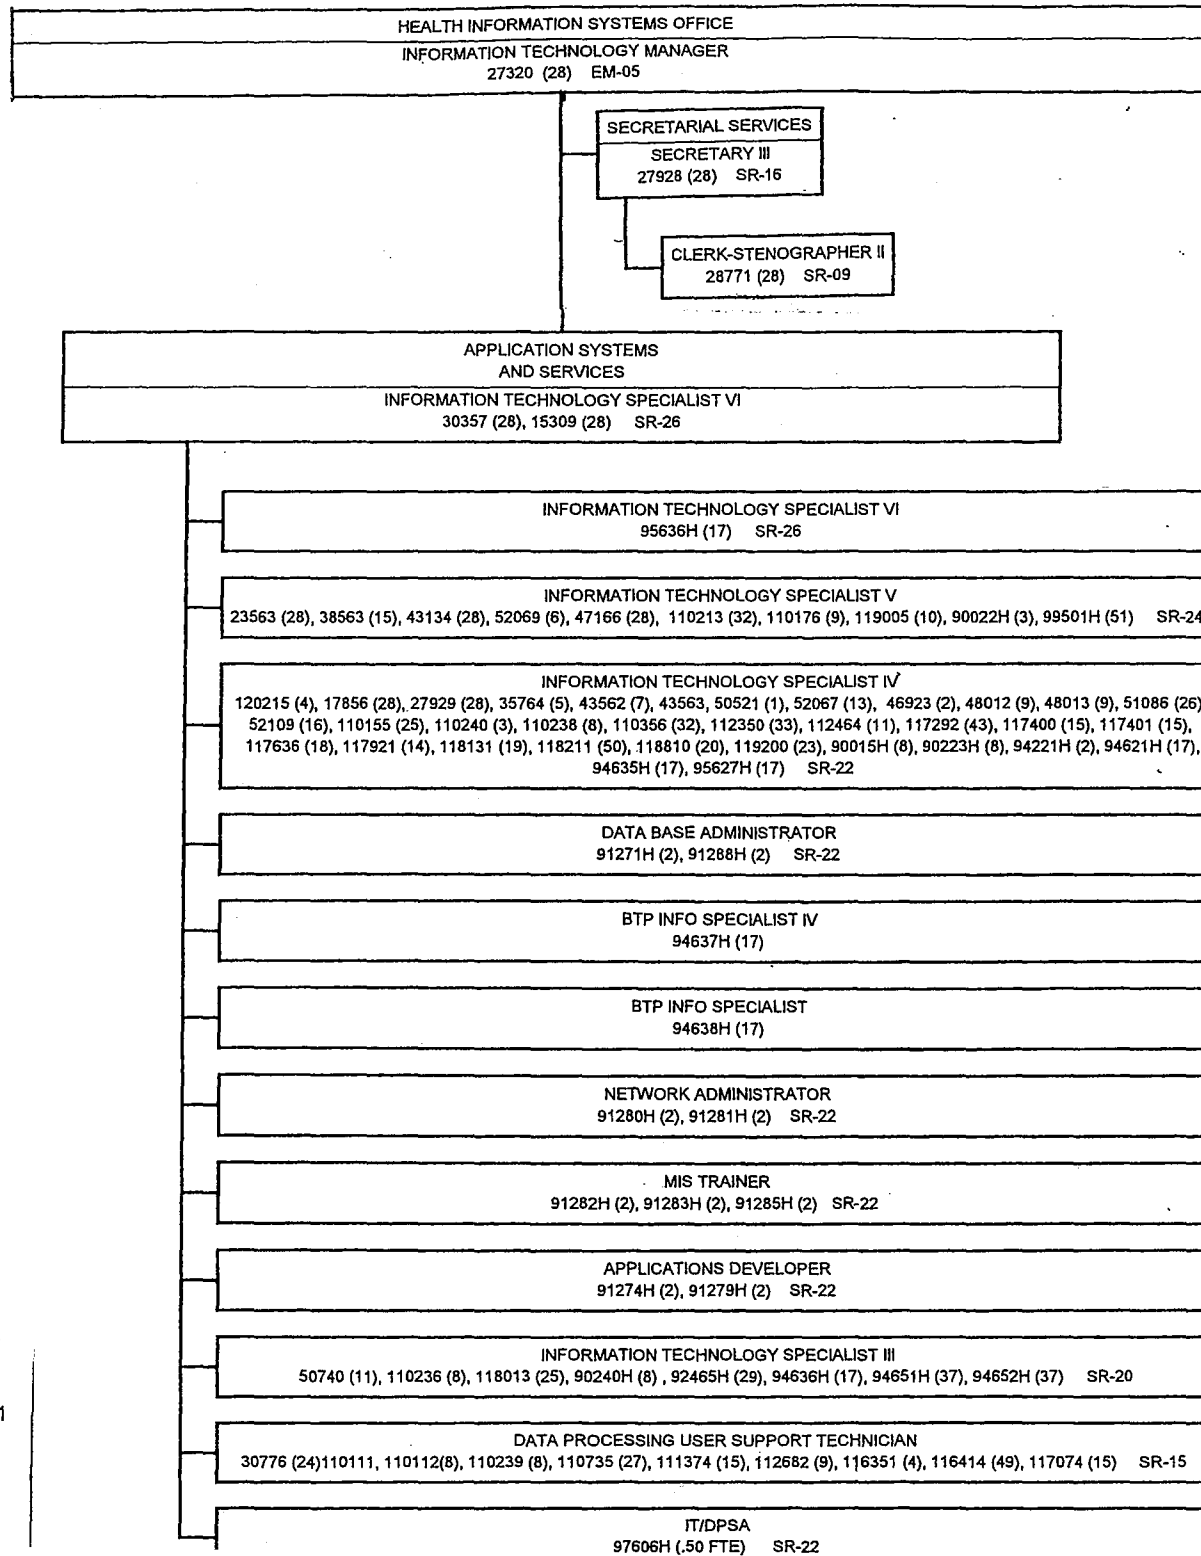 HEALTH INFORMATION SYSTEMS OFFICE
INFORMATION TECHNOLOGY MANAGER
27320 (28) EM-05
SECRETARIAL SERVICES
SECRETARY III
27928 (28) SR-16
CLERK-STENOGRAPHER II
28771 (28) SR-09
APPLICATION SYSTEMS
AND SERVICES
INFORMATION TECHNOLOGY SPECIALIST VI
30357 (28), 15309 (28) SR-26
INFORMATION TECHNOLOGY SPECIALIST VI
95636H (17) SR-26
INFORMATION TECHNOLOGY SPECIALIST V
23563 (28), 38563 (15), 43134 (28), 52069 (6), 47166 (28), 110213 (32), 110176 (9), 119005 (10), 90022H (3), 99501H (51) SR-24
INFORMATION TECHNOLOGY SPECIALIST IV
120215 (4), 17856 (28), 27929 (28), 35764 (5), 43562 (7), 43563, 50521 (1), 52067 (13), 46923 (2), 48012 (9), 48013 (9), 51086 (26)
52109 (16), 110155 (25), 110240 (3), 110238 (8), 110356 (32), 112350 (33), 112464 (11), 117292 (43), 117400 (15), 117401 (15),
117636 (18), 117921 (14), 118131 (19), 118211 (50), 118810 (20), 119200 (23), 90015H (8), 90223H (8), 94221H (2), 94621H (17),
94635H (17), 95627H (17) SR-22
DATA BASE ADMINISTRATOR
91271H (2), 91288H (2) SR-22
BTP INFO SPECIALIST IV
94637H (17)
BTP INFO SPECIALIST
94638H (17)
NETWORK ADMINISTRATOR
91280H (2), 91281H (2) SR-22
MIS TRAINER
91282H (2), 91283H (2), 91285H (2) SR-22
APPLICATIONS DEVELOPER
91274H (2), 91279H (2) SR-22
INFORMATION TECHNOLOGY SPECIALIST III
50740 (11), 110236 (8), 118013 (25), 90240H (8) , 92465H (29), 94636H (17), 94651H (37), 94652H (37) SR-20
1
DATA PROCESSING USER SUPPORT TECHNICIAN
30776 (24)110111, 110112(8), 110239 (8), 110735 (27), 111374 (15), 112682 (9), 116351 (4), 116414 (49), 117074 (15) SR-15
IT/DPSA
97606H (.50 FTE) SR-22